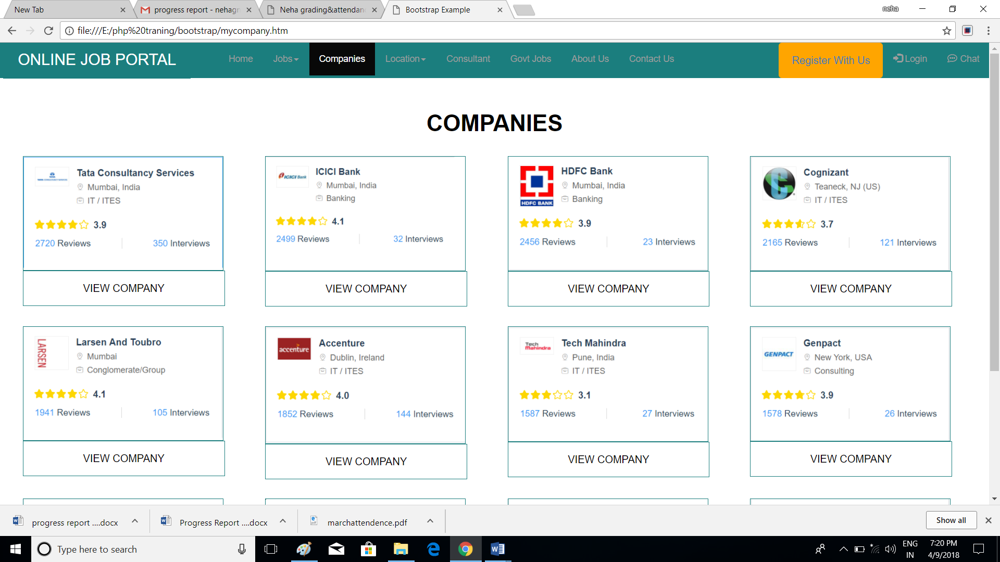 New Tab
progress report - nehagr
Neha grading&attendan
Bootstrap Example
neha
file:///E:/php%20traning/bootstrap/mycompany.htm
ONLINE JOB PORTAL
Home
Jobs
Companies
Location
Consultant
Govt Jobs
About Us
Contact Us
Register With Us
Login
Chat
COMPANIES
TATA
TATA CONSULTANCY SERVICES
Tata Consultancy Services
Mumbai, India
IT / ITES
3.9
2720 Reviews
350 Interviews
VIEW COMPANY
ICICI Bank
ICICI Bank
Mumbai, India
Banking
4.1
2499 Reviews
32 Interviews
VIEW COMPANY
HDFC BANK
HDFC Bank
Mumbai, India
Banking
3.9
2456 Reviews
23 Interviews
VIEW COMPANY
Cognizant
Teaneck, NJ (US)
IT / ITES
3.7
2165 Reviews
121 Interviews
VIEW COMPANY
LARSEN
Larsen And Toubro
Mumbai
Conglomerate/Group
4.1
1941 Reviews
105 Interviews
VIEW COMPANY
accenture
Accenture
Dublin, Ireland
IT / ITES
4.0
1852 Reviews
144 Interviews
VIEW COMPANY
Tech
Mahindra
Tech Mahindra
Pune, India
IT / ITES
3.1
1587 Reviews
27 Interviews
VIEW COMPANY
GENPACT
Genpact
New York, USA
Consulting
3.9
1578 Reviews
26 Interviews
VIEW COMPANY
progress report ....docx
Progress Report ....docx
marchattendence.pdf
Show all
Type here to search
ENG
IN
7:20 PM
4/9/2018